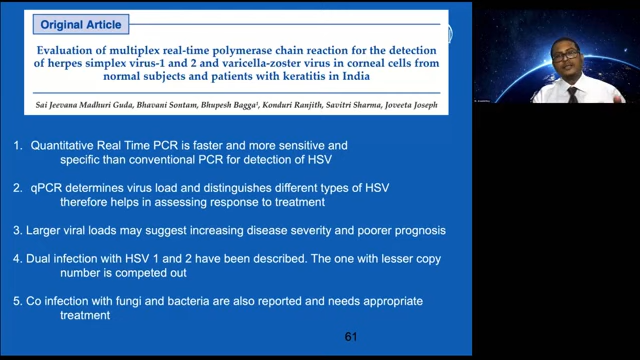 Original Article
Evaluation of multiplex real-time polymerase chain reaction for the detection
of herpes simplex virus-1 and 2 and varicella-zoster virus in corneal cells from
normal subjects and patients with keratitis in India
Sai Jeevana Madhuri Guda, Bhavani Sontam, Bhupesh Bagga¹, Konduri Ranjith, Savitri Sharma, Joveeta Joseph
1. Quantitative Real Time PCR is faster and more sensitive and
specific than conventional PCR for detection of HSV
2. qPCR determines virus load and distinguishes different types of HSV
therefore helps in assessing response to treatment
3. Larger viral loads may suggest increasing disease severity and poorer prognosis
4. Dual infection with HSV 1 and 2 have been described. The one with lesser copy
number is competed out
5. Co infection with fungi and bacteria are also reported and needs appropriate
treatment
61